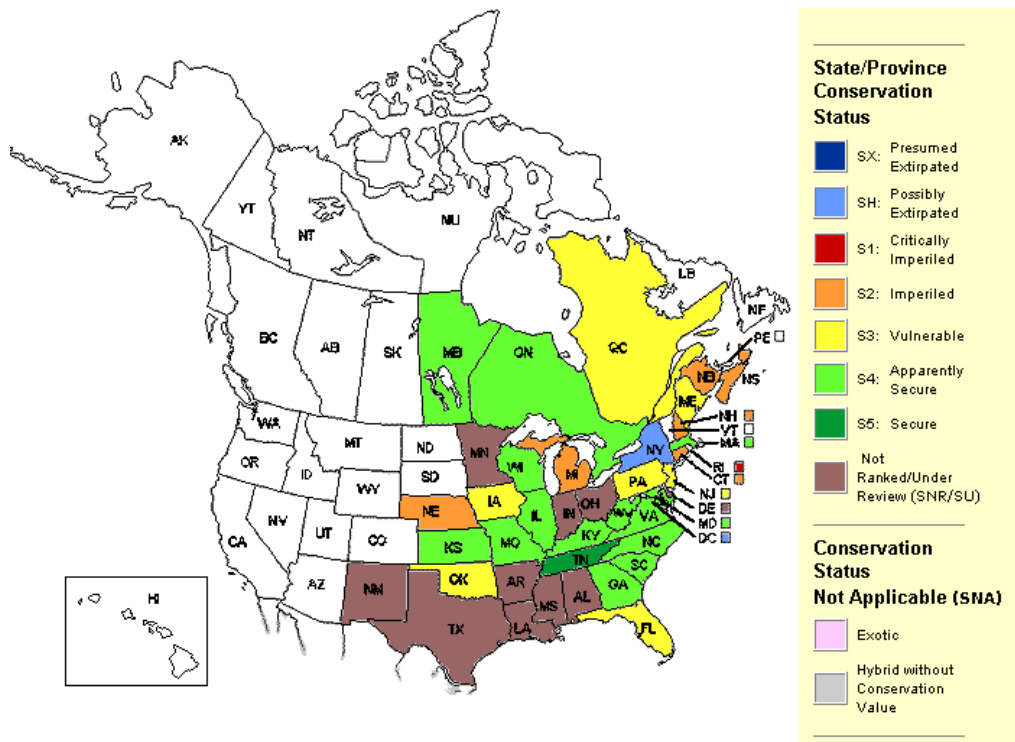 AK
YT
NT
NU
BC
AB
SK
MB
ON
QC
LB
NF
PE
NB
NS
ME
NH
VT
MA
RI
CT
NJ
DE
MD
DC
WA
MT
ND
MN
OR
ID
WY
SD
WI
MI
NY
PA
NE
IA
IL
IN
OH
WV
VA
NV
UT
CO
KS
MO
KY
NC
CA
AZ
NM
OK
AR
TN
SC
TX
LA
MS
AL
GA
FL
HI
State/Province
Conservation
Status
SX: Presumed
Extirpated
SH: Possibly
Extirpated
S1: Critically
Imperiled
S2: Imperiled
S3: Vulnerable
S4: Apparently
Secure
S5: Secure
Not
Ranked/Under
Review (SNR/SU)
Conservation
Status
Not Applicable (SNA)
Exotic
Hybrid without
Conservation
Value